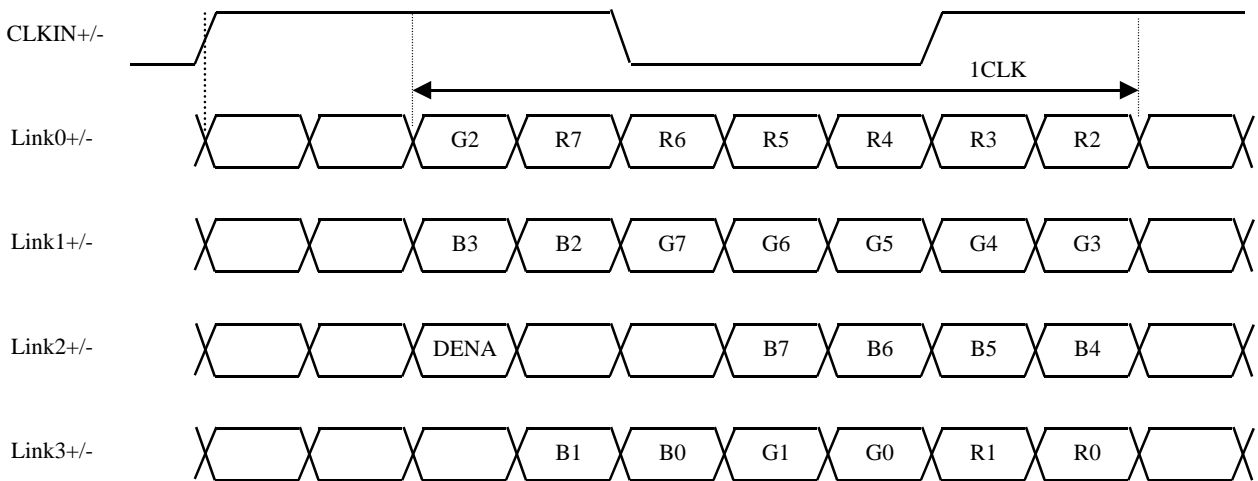 CLKIN+/-
1CLK
Link0+/- G2 R7 R6 R5 R4 R3 R2
Link1+/- B3 B2 G7 G6 G5 G4 G3
Link2+/- DENA B7 B6 B5 B4
Link3+/- B1 B0 G1 G0 R1 R0